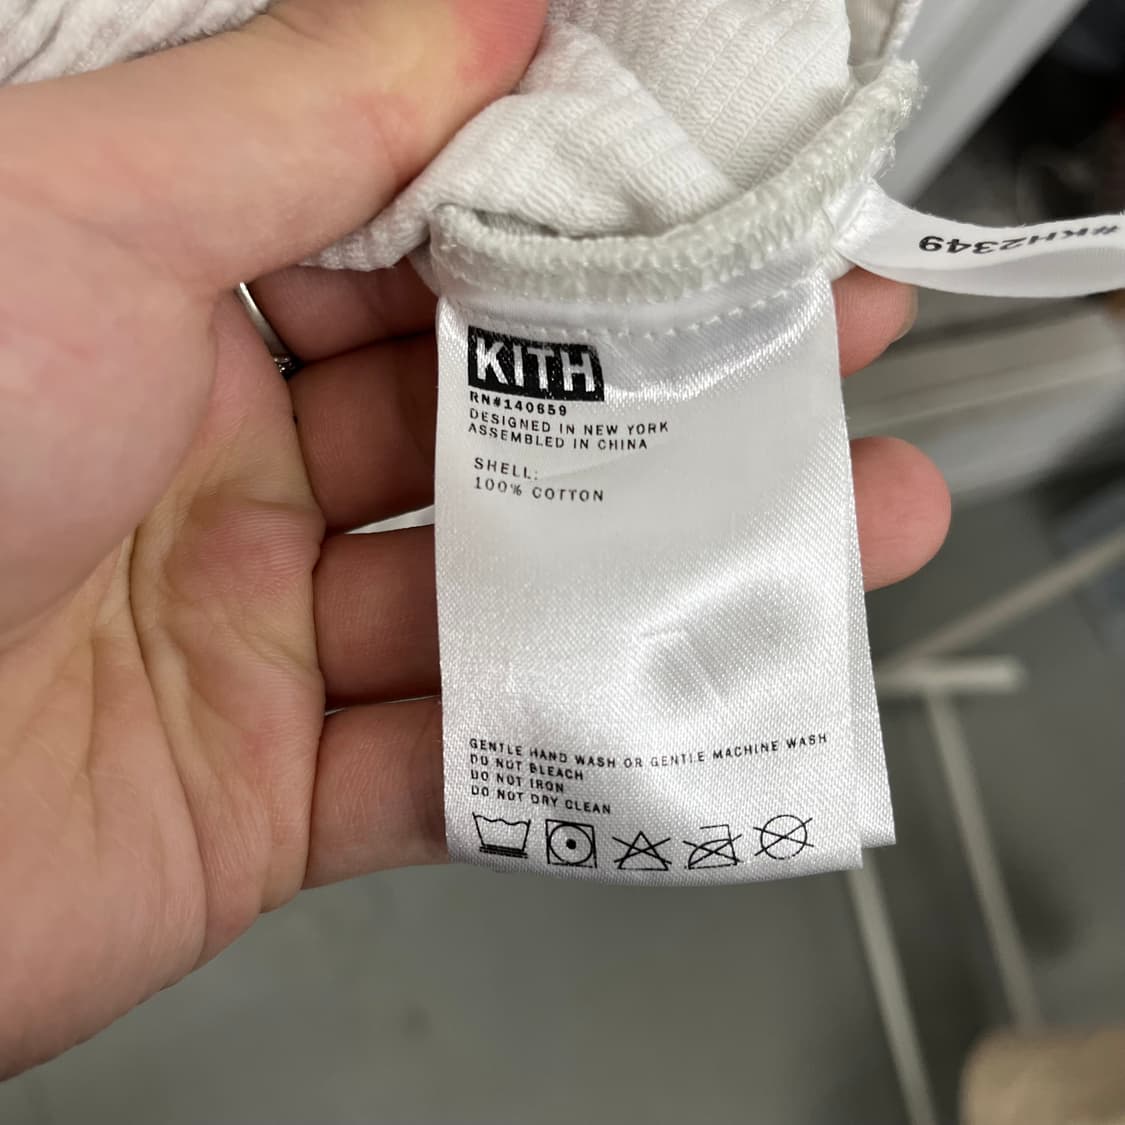 KITH
RN#140659
DESIGNED IN NEW YORK
ASSEMBLED IN CHINA
SHELL:
100% COTTON
GENTLE HAND WASH OR GENTLE MACHINE WASH
DO NOT BLEACH
DO NOT IRON
DO NOT DRY CLEAN
#KH2349